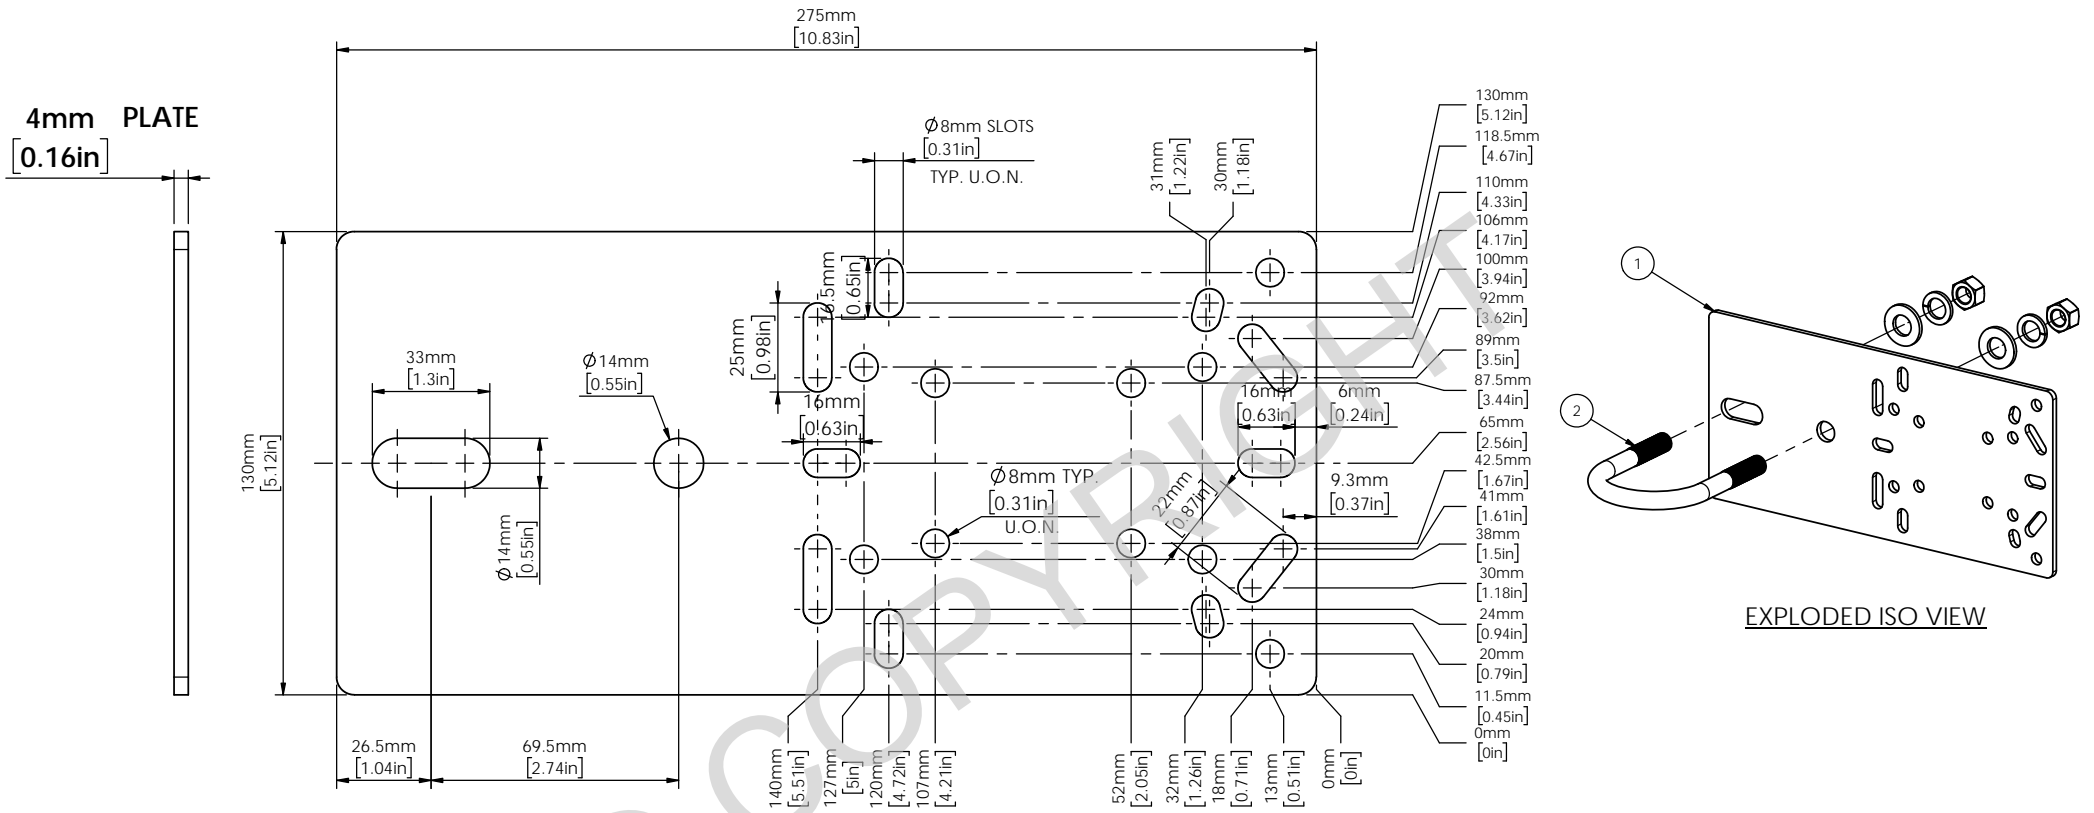 275mm
[10.83in]
4mm PLATE
[0.16in]
Ø8mm SLOTS
[0.31in]
TYP. U.O.N.
31mm
[1.22in]
30mm
[1.18in]
130mm
[5.12in]
118.5mm
[4.67in]
110mm
[4.33in]
106mm
[4.17in]
100mm
[3.94in]
92mm
[3.62in]
89mm
[3.5in]
87.5mm
[3.44in]
65mm
[2.56in]
42.5mm
[1.67in]
41mm
[1.61in]
38mm
[1.5in]
30mm
[1.18in]
24mm
[0.94in]
20mm
[0.79in]
11.5mm
[0.45in]
0mm
[0in]
16.5mm
[0.65in]
25mm
[0.98in]
33mm
[1.3in]
Ø14mm
[0.55in]
16mm
[0.63in]
16mm
[0.63in]
6mm
[0.24in]
130mm
[5.12in]
Ø14mm
[0.55in]
Ø8mm TYP.
[0.31in]
U.O.N.
22mm
[0.87in]
9.3mm
[0.37in]
26.5mm
[1.04in]
69.5mm
[2.74in]
140mm
[5.51in]
127mm
[5in]
120mm
[4.72in]
107mm
[4.21in]
52mm
[2.05in]
32mm
[1.26in]
18mm
[0.71in]
13mm
[0.51in]
0mm
[0in]
1
2
EXPLODED ISO VIEW
COPYRIGHT